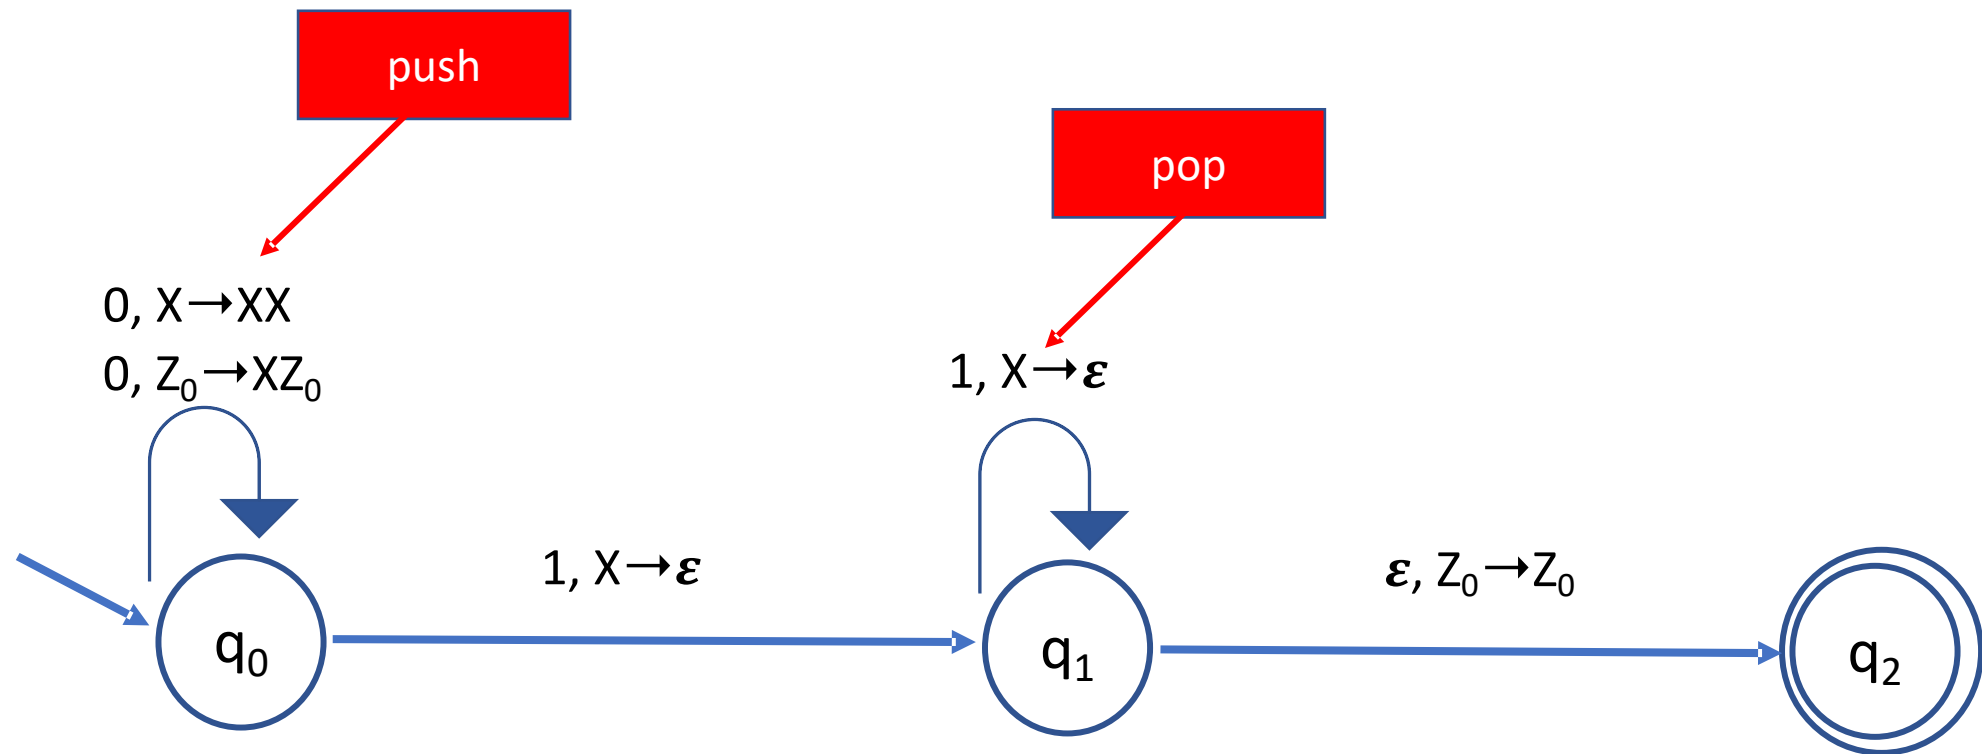 push
pop
0, X→XX
0, Z₀→XZ₀
1, X→ε
1, X→ε
ε, Z₀→Z₀
q₀
q₁
q₂